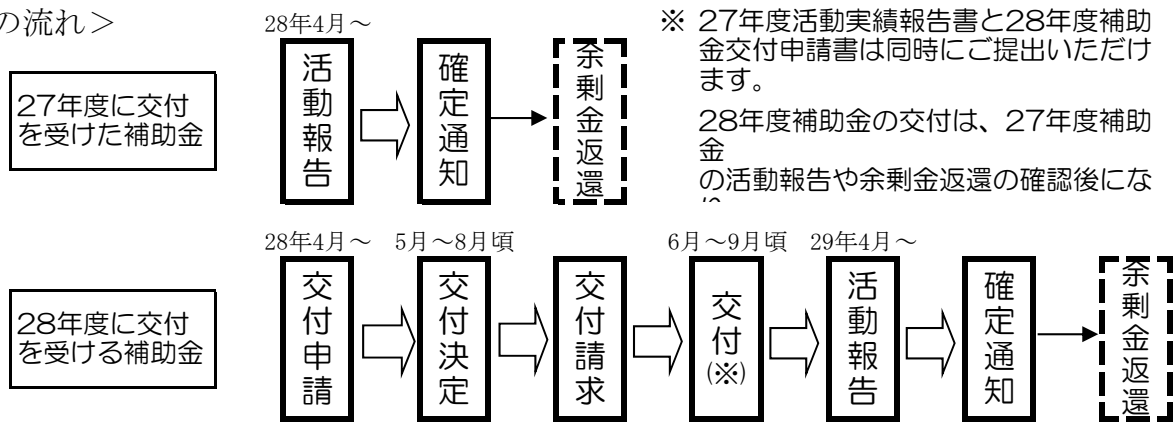 の流れ＞
28年4月～
27年度に交付
を受けた補助金
活動報告
確定通知
余剰金返還
※ 27年度活動実績報告書と28年度補助
金交付申請書は同時にご提出いただけ
ます。
28年度補助金の交付は、27年度補助
金
の活動報告や余剰金返還の確認後にな
28年4月～
5月～8月頃
6月～9月頃
29年4月～
28年度に交付
を受ける補助金
交付申請
交付決定
交付請求
交付(※)
活動報告
確定通知
余剰金返還